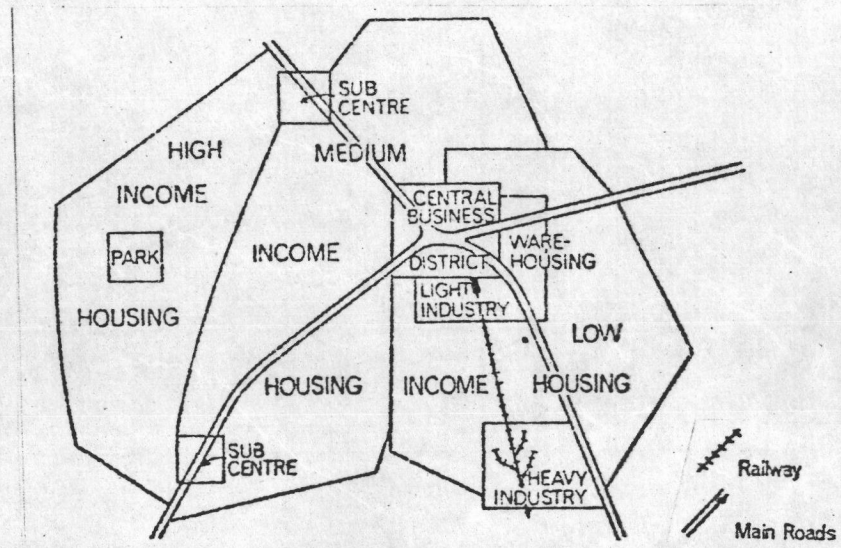 SUB
CENTRE
HIGH
MEDIUM
INCOME
CENTRAL
BUSINESS
PARK
INCOME
DISTRICT
WARE-
HOUSING
LIGHT
INDUSTRY
HOUSING
LOW
HOUSING
INCOME
HOUSING
SUB
CENTRE
HEAVY
INDUSTRY
Railway
Main Roads